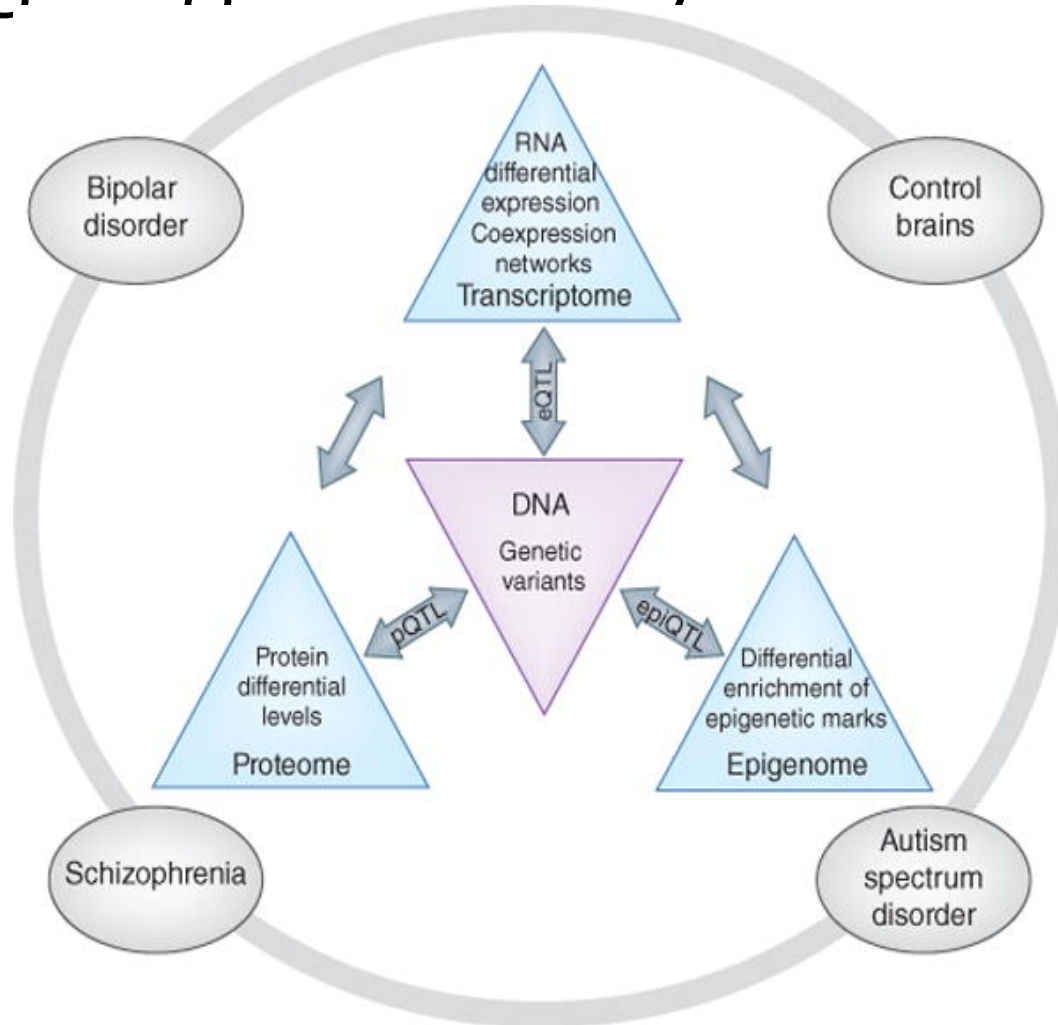 RNA
differential
expression
Coexpression
networks
Transcriptome
Bipolar
disorder
Control
brains
eQTL
DNA
Genetic
variants
pQTL
epiQTL
Protein
differential
levels
Proteome
Differential
enrichment of
epigenetic marks
Epigenome
Schizophrenia
Autism
spectrum
disorder